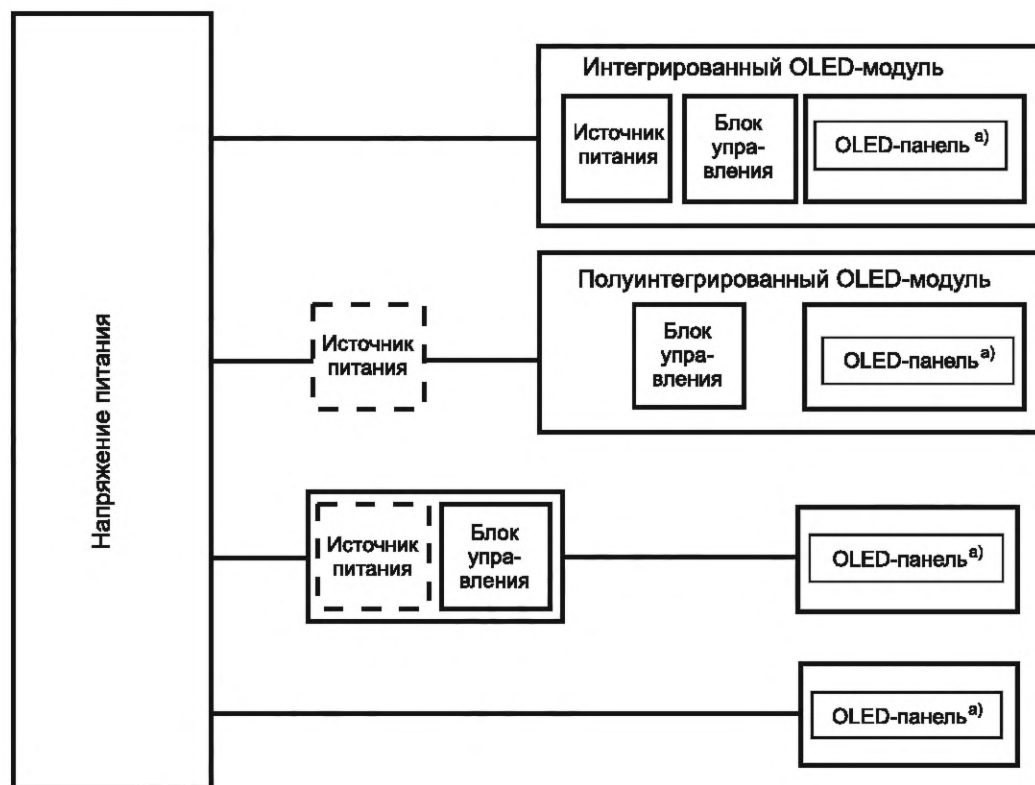 Напряжение питания
Интегрированный OLED-модуль
Источник
питания
Блок
упра-
вления
OLED-панель а)
Полуинтегрированный OLED-модуль
Источник
питания
Блок
упра-
вления
OLED-панель а)
Источник
питания
Блок
упра-
вления
OLED-панель а)
OLED-панель а)